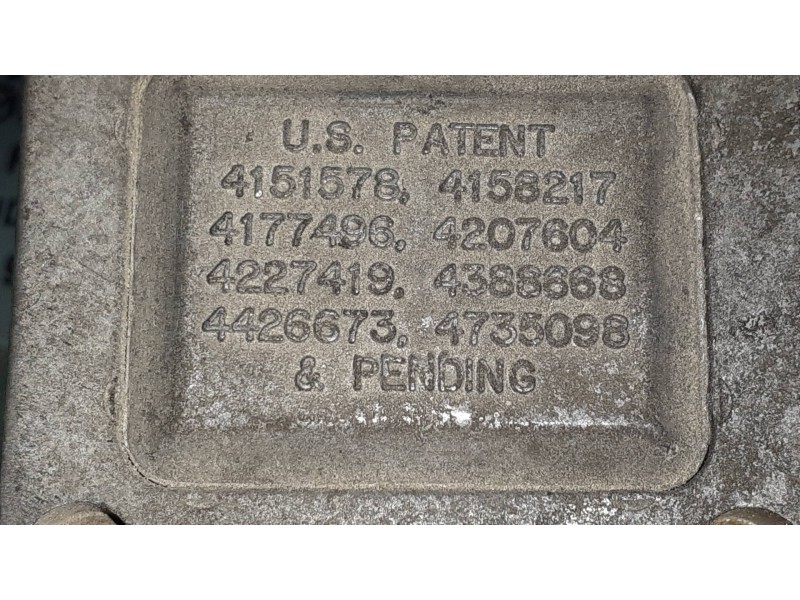 U.S. PATENT
4151578, 4158217
4177496, 4207604
4227419, 4388668
4426673, 4735098
& PENDING